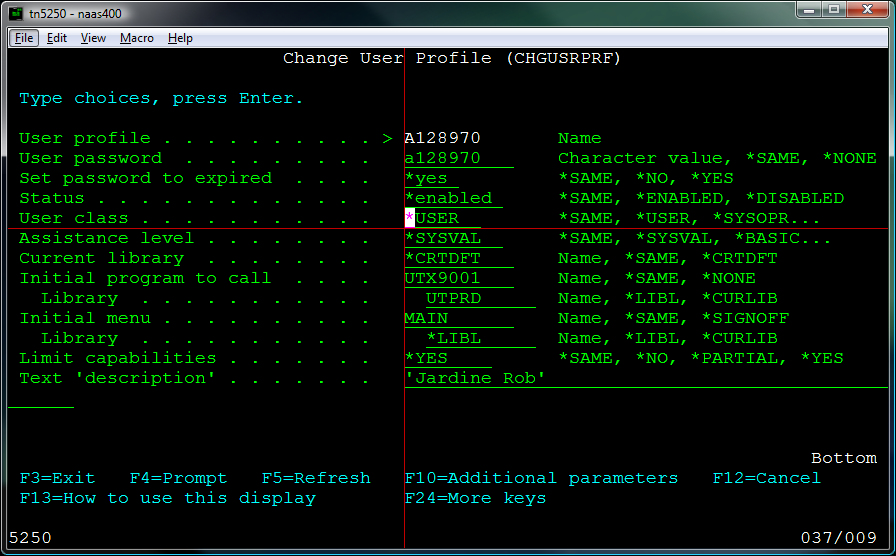 tn5250 - naas400
File Edit View Macro Help
Change User Profile (CHGUSRPRF)
Type choices, press Enter.
User profile . . . . . . . . . . > A128970 Name
User password . . . . . . . . . a128970 Character value, *SAME, *NONE
Set password to expired . . . . *yes *SAME, *NO, *YES
Status . . . . . . . . . . . . . *enabled *SAME, *ENABLED, *DISABLED
User class . . . . . . . . . . . *USER *SAME, *USER, *SYSOPR...
Assistance level . . . . . . . . *SYSVAL *SAME, *SYSVAL, *BASIC...
Current library . . . . . . . . *CRTDFT Name, *SAME, *CRTDFT
Initial program to call . . . . UTX9001 Name, *SAME, *NONE
Library . . . . . . . . . . . UTPRD Name, *LIBL, *CURLIB
Initial menu . . . . . . . . . . MAIN Name, *SAME, *SIGNOFF
Library . . . . . . . . . . . *LIBL Name, *LIBL, *CURLIB
Limit capabilities . . . . . . . *YES *SAME, *NO, *PARTIAL, *YES
Text 'description' . . . . . . . 'Jardine Rob'
Bottom
F3=Exit F4=Prompt F5=Refresh F10=Additional parameters F12=Cancel
F13=How to use this display F24=More keys
5250 037/009